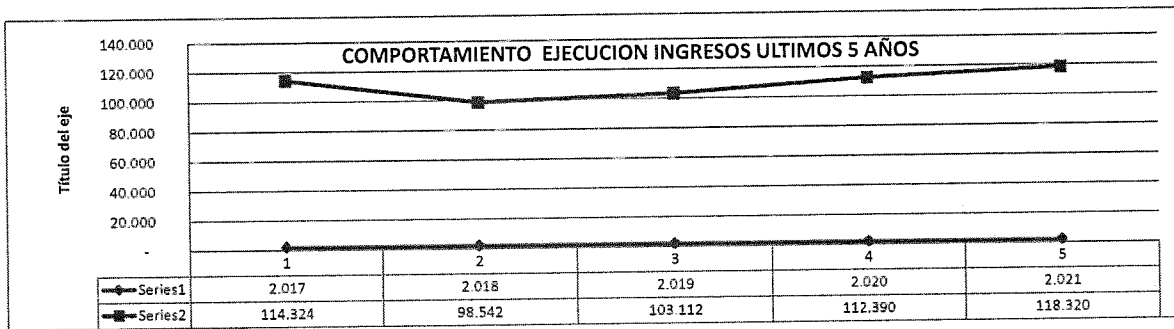 COMPORTAMIENTO EJECUCION INGRESOS ULTIMOS 5 AÑOS
Título del eje
140.000
120.000
100.000
80.000
60.000
40.000
20.000
-
1 2 3 4 5
Series1 2.017 2.018 2.019 2.020 2.021
Series2 114.324 98.542 103.112 112.390 118.320